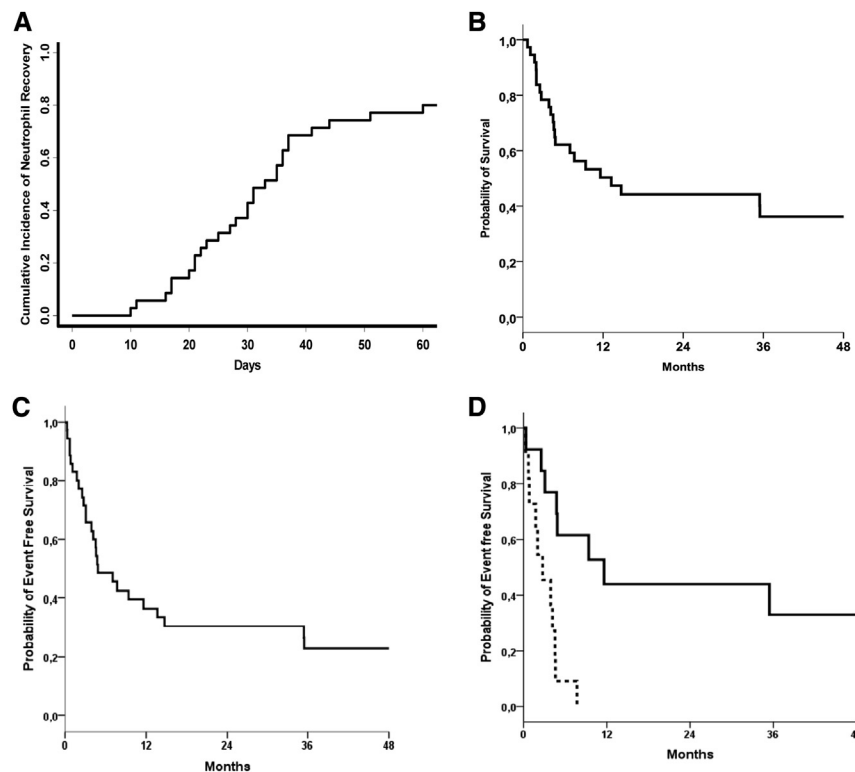 A
Cumulative Incidence of Neutrophil Recovery
1.0
0.8
0.6
0.4
0.2
0.0
0 10 20 30 40 50 60
Days
B
Probability of Survival
1,0
0,8
0,6
0,4
0,2
0,0
0 12 24 36 48
Months
C
Probability of Event Free Survival
1,0
0,8
0,6
0,4
0,2
0,0
0 12 24 36 48
Months
D
Probability of Event free Survival
1,0
0,8
0,6
0,4
0,2
0,0
0 12 24 36
Months